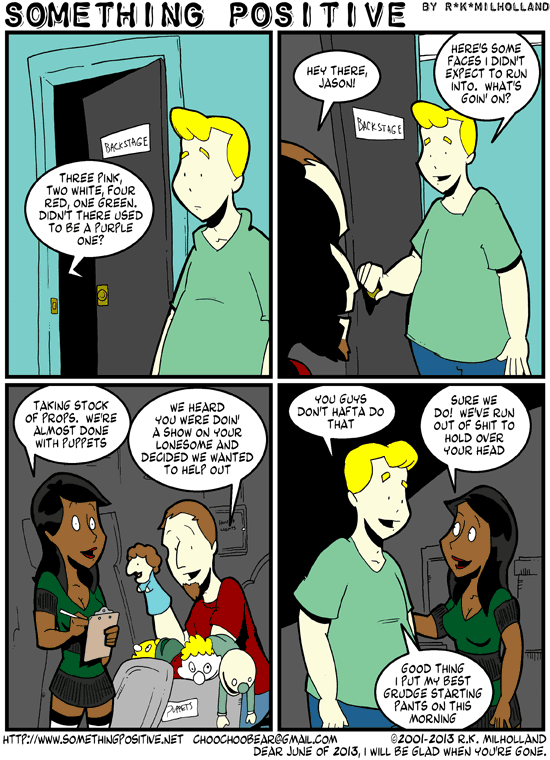 SOMETHING POSITIVE BY R*K*MILHOLLAND
BACKSTAGE
THREE PINK,
TWO WHITE, FOUR
RED, ONE GREEN.
DIDN'T THERE USED
TO BE A PURPLE
ONE?
HEY THERE,
JASON!
HERE'S SOME
FACES I DIDN'T
EXPECT TO RUN
INTO. WHAT'S
GOIN' ON?
BACKSTAGE
TAKING STOCK
OF PROPS. WE'RE
ALMOST DONE
WITH PUPPETS
WE HEARD
YOU WERE DOIN'
A SHOW ON YOUR
LONESOME AND
DECIDED WE WANTED
TO HELP OUT
PUPPETS
YOU GUYS
DON'T HAFTA DO
THAT
SURE WE
DO! WE'VE RUN
OUT OF SHIT TO
HOLD OVER
YOUR HEAD
GOOD THING
I PUT MY BEST
GRUDGE STARTING
PANTS ON THIS
MORNING
HTTP://WWW.SOMETHINGPOSITIVE.NET CHOOCHOOBEAR@GMAIL.COM ©2001-2013 R.K. MILHOLLAND
DEAR JUNE OF 2013, I WILL BE GLAD WHEN YOU'RE GONE.